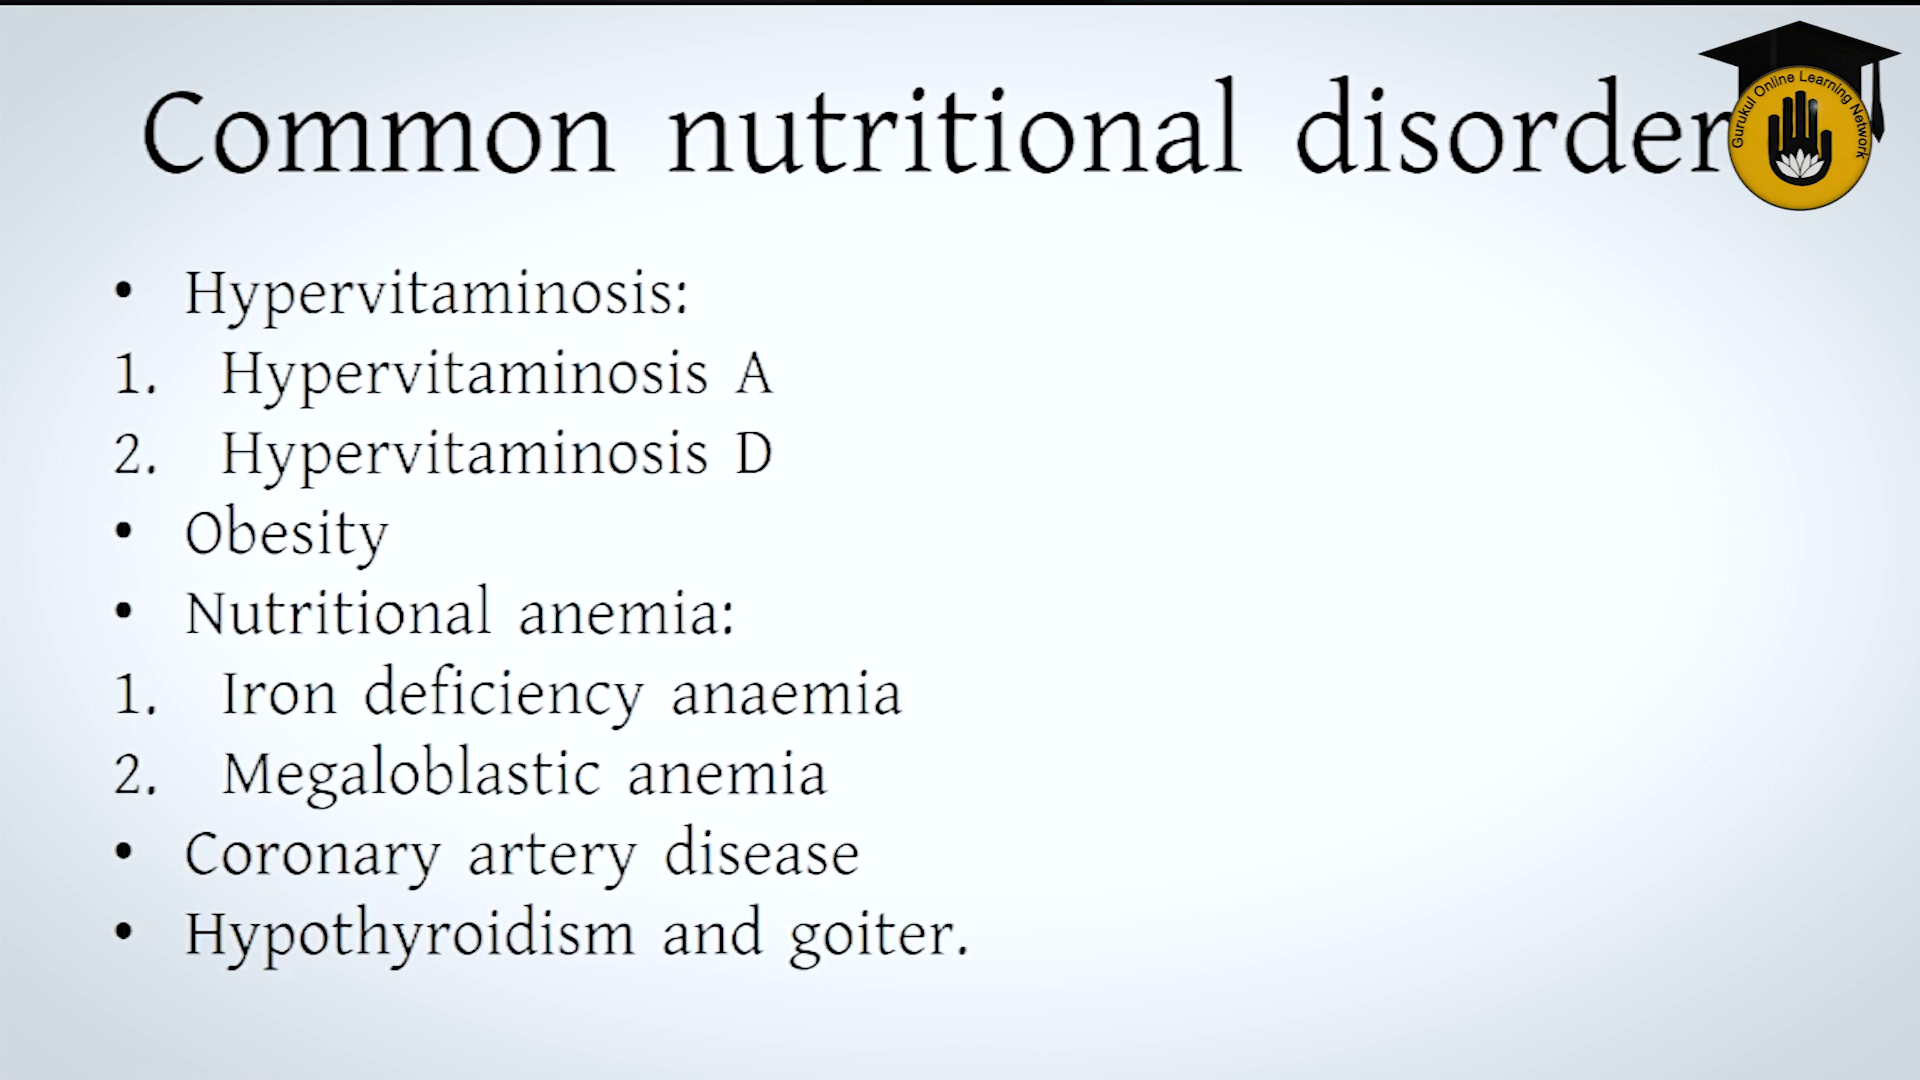 Common nutritional disorder
Gurukul Online Learning Network
• Hypervitaminosis:
1. Hypervitaminosis A
2. Hypervitaminosis D
• Obesity
• Nutritional anemia:
1. Iron deficiency anaemia
2. Megaloblastic anemia
• Coronary artery disease
• Hypothyroidism and goiter.